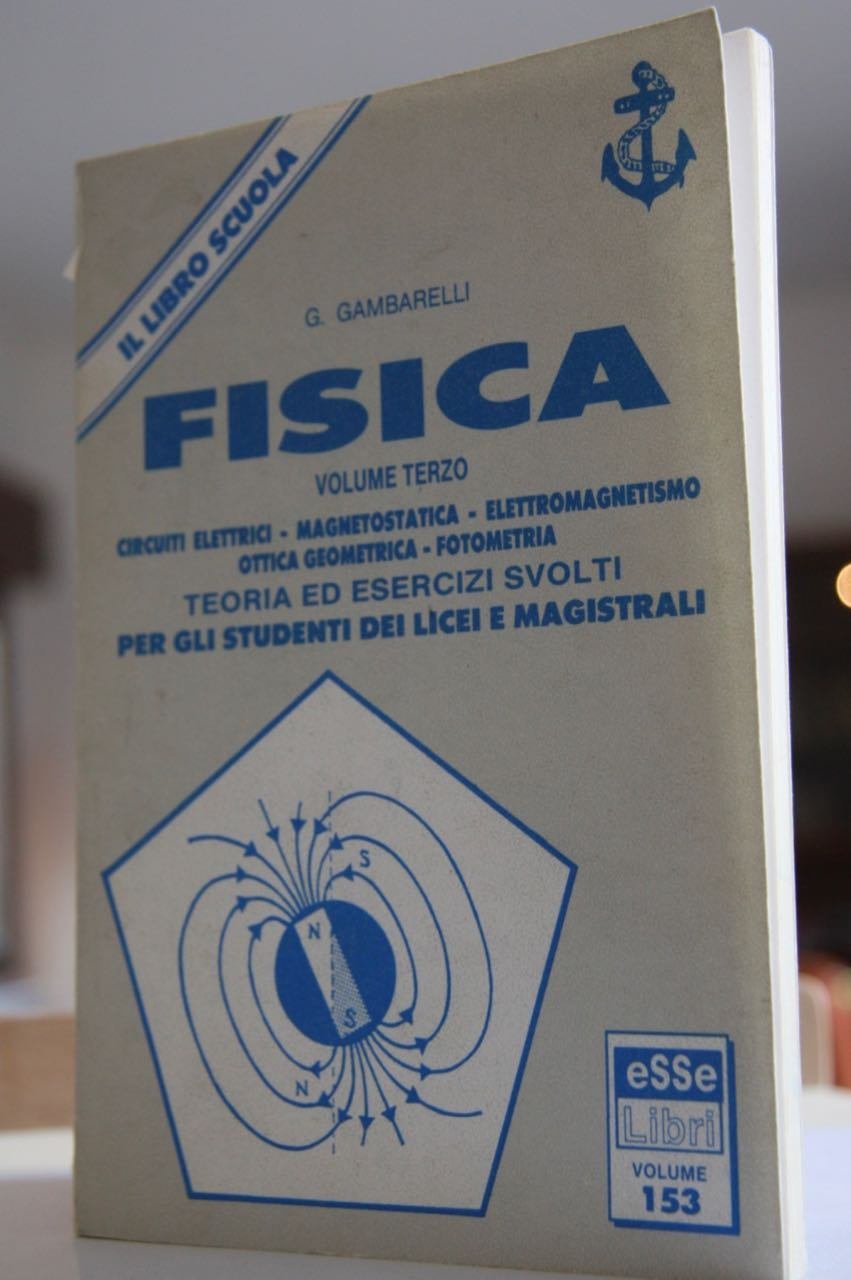 IL LIBRO SCUOLA
G. GAMBARELLI
FISICA
VOLUME TERZO
CIRCUITI ELETTRICI - MAGNETOSTATICA - ELETTROMAGNETISMO
OTTICA GEOMETRICA - FOTOMETRIA
TEORIA ED ESERCIZI SVOLTI
PER GLI STUDENTI DEI LICEI E MAGISTRALI
S
N
S
N
eSSe
Libri
VOLUME
153